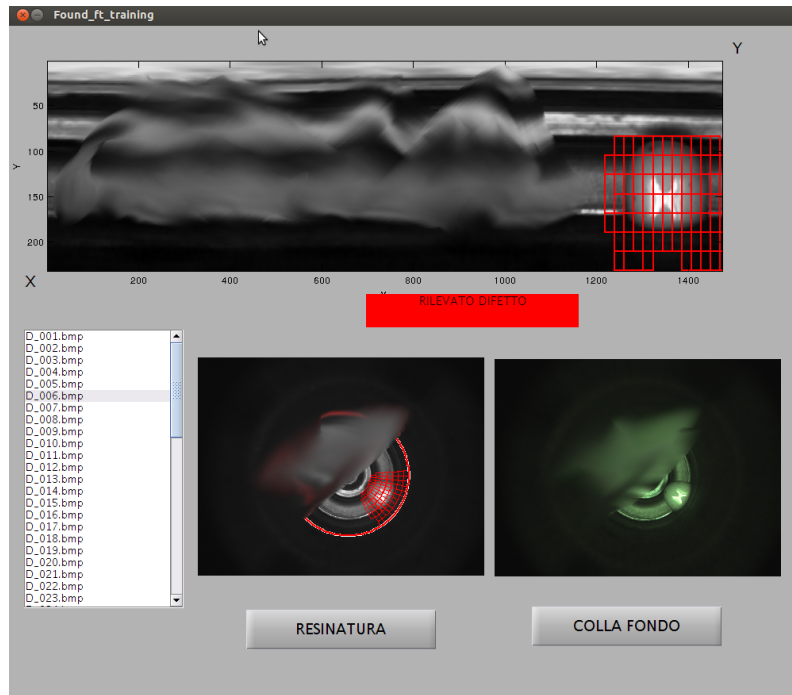 Found_ft_training
Y
50
100
150
200
Y
X
200
400
600
800
1000
1200
1400
RILEVATO DIFETTO
D_001.bmp
D_002.bmp
D_003.bmp
D_004.bmp
D_005.bmp
D_006.bmp
D_007.bmp
D_008.bmp
D_009.bmp
D_010.bmp
D_011.bmp
D_012.bmp
D_013.bmp
D_014.bmp
D_015.bmp
D_016.bmp
D_017.bmp
D_018.bmp
D_019.bmp
D_020.bmp
D_021.bmp
D_022.bmp
D_023.bmp
RESINATURA
COLLA FONDO